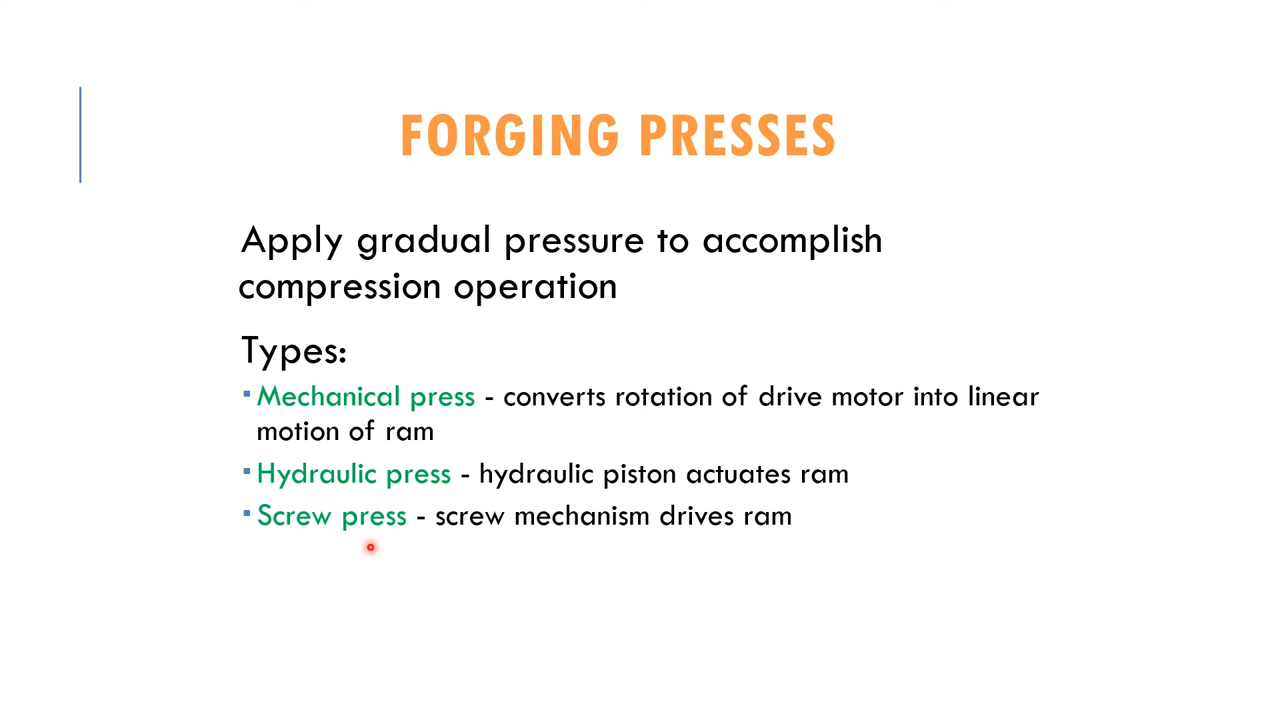 FORGING PRESSES
Apply gradual pressure to accomplish
compression operation
Types:
▪ Mechanical press - converts rotation of drive motor into linear
motion of ram
▪ Hydraulic press - hydraulic piston actuates ram
▪ Screw press - screw mechanism drives ram